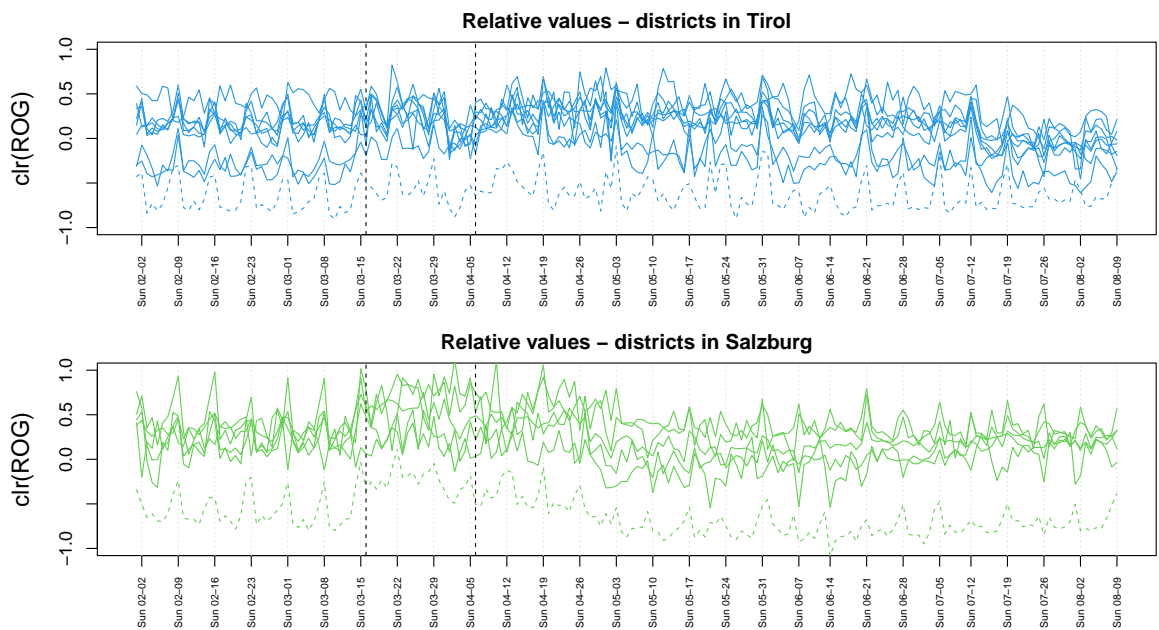 Relative values − districts in Tirol
clr(ROG)
1.0
0.5
0.0
−1.0
Sun 02−02
Sun 02−09
Sun 02−16
Sun 02−23
Sun 03−01
Sun 03−08
Sun 03−15
Sun 03−22
Sun 03−29
Sun 04−05
Sun 04−12
Sun 04−19
Sun 04−26
Sun 05−03
Sun 05−10
Sun 05−17
Sun 05−24
Sun 05−31
Sun 06−07
Sun 06−14
Sun 06−21
Sun 06−28
Sun 07−05
Sun 07−12
Sun 07−19
Sun 07−26
Sun 08−02
Sun 08−09
Relative values − districts in Salzburg
clr(ROG)
1.0
0.5
0.0
−1.0
Sun 02−02
Sun 02−09
Sun 02−16
Sun 02−23
Sun 03−01
Sun 03−08
Sun 03−15
Sun 03−22
Sun 03−29
Sun 04−05
Sun 04−12
Sun 04−19
Sun 04−26
Sun 05−03
Sun 05−10
Sun 05−17
Sun 05−24
Sun 05−31
Sun 06−07
Sun 06−14
Sun 06−21
Sun 06−28
Sun 07−05
Sun 07−12
Sun 07−19
Sun 07−26
Sun 08−02
Sun 08−09